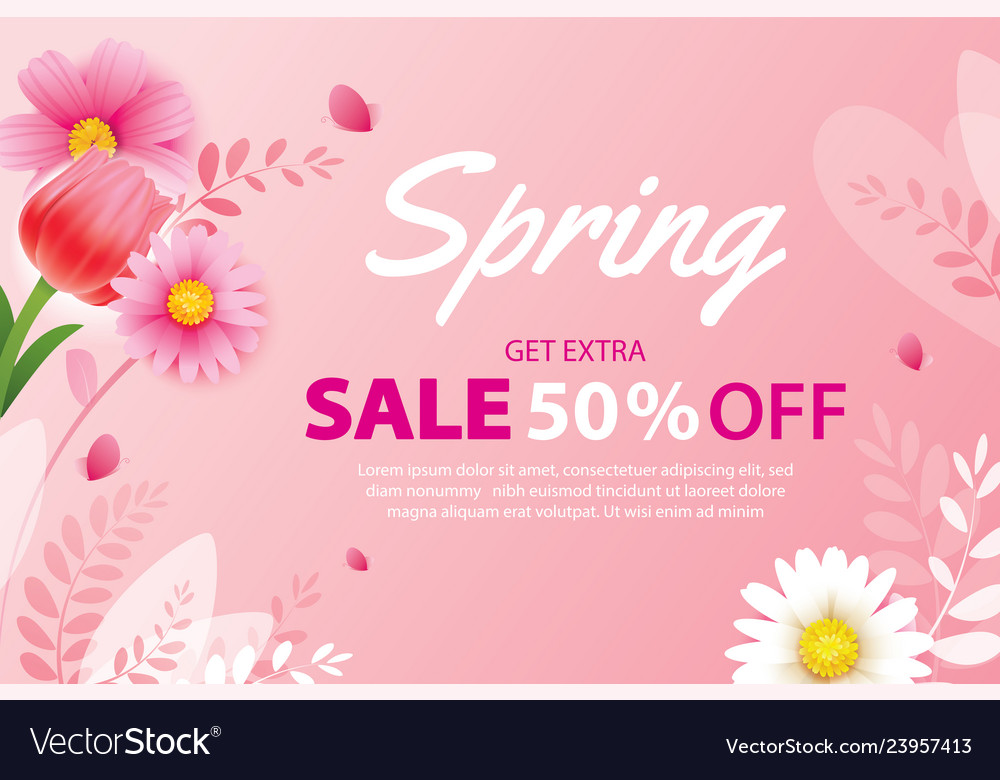 Spring
GET EXTRA
SALE 50% OFF
Lorem ipsum dolor sit amet, consectetuer adipiscing elit, sed
diam nonummy nibh euismod tincidunt ut laoreet dolore
magna aliquam erat volutpat. Ut wisi enim ad minim
VectorStock®
VectorStock.com/23957413